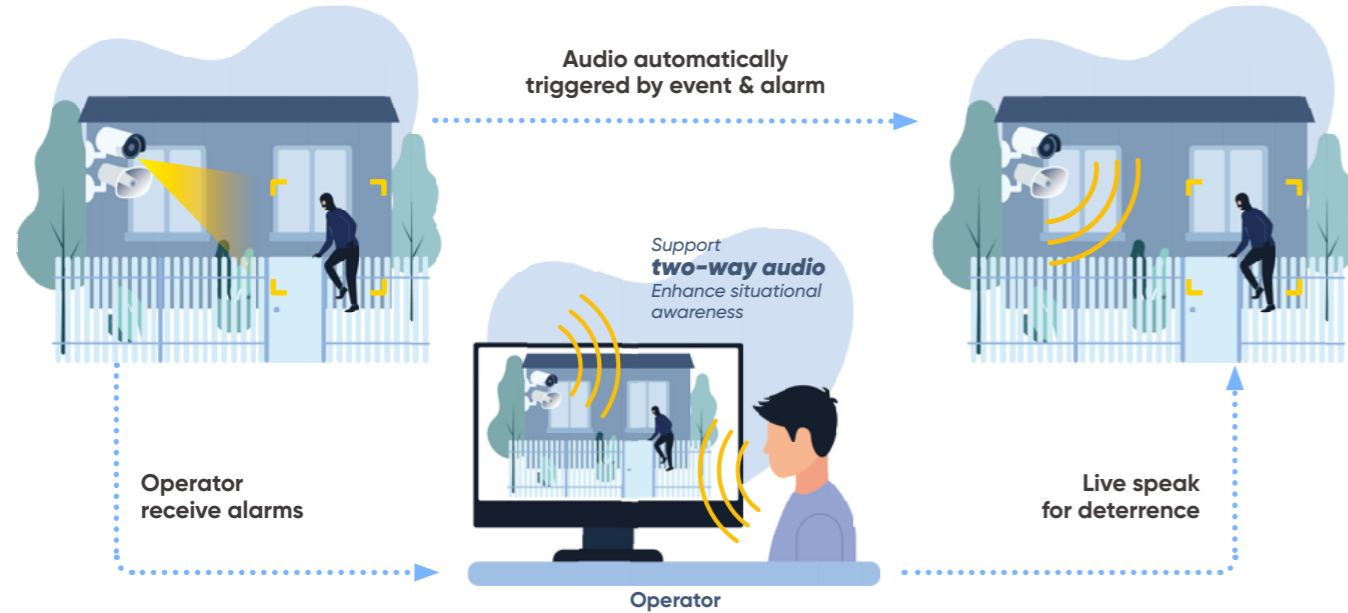 Audio automatically
triggered by event & alarm
Support
two-way audio
Enhance situational
awareness
Operator
receive alarms
Live speak
for deterrence
Operator